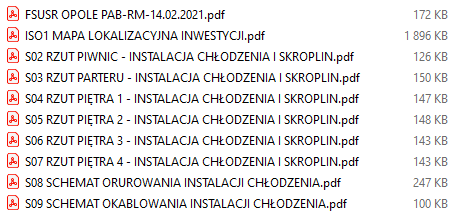 FSUSR OPOLE PAB-RM-14.02.2021.pdf 172 KB
ISO1 MAPA LOKALIZACYJNA INWESTYCJI.pdf 1 896 KB
S02 RZUT PIWNIC - INSTALACJA CHŁODZENIA I SKROPLIN.pdf 126 KB
S03 RZUT PARTERU - INSTALACJA CHŁODZENIA I SKROPLIN.pdf 150 KB
S04 RZUT PIĘTRA 1 - INSTALACJA CHŁODZENIA I SKROPLIN.pdf 147 KB
S05 RZUT PIĘTRA 2 - INSTALACJA CHŁODZENIA I SKROPLIN.pdf 148 KB
S06 RZUT PIĘTRA 3 - INSTALACJA CHŁODZENIA I SKROPLIN.pdf 143 KB
S07 RZUT PIĘTRA 4 - INSTALACJA CHŁODZENIA I SKROPLIN.pdf 143 KB
S08 SCHEMAT ORUROWANIA INSTALACJI CHŁODZENIA.pdf 247 KB
S09 SCHEMAT OKABLOWANIA INSTALACJI CHŁODZENIA.pdf 100 KB